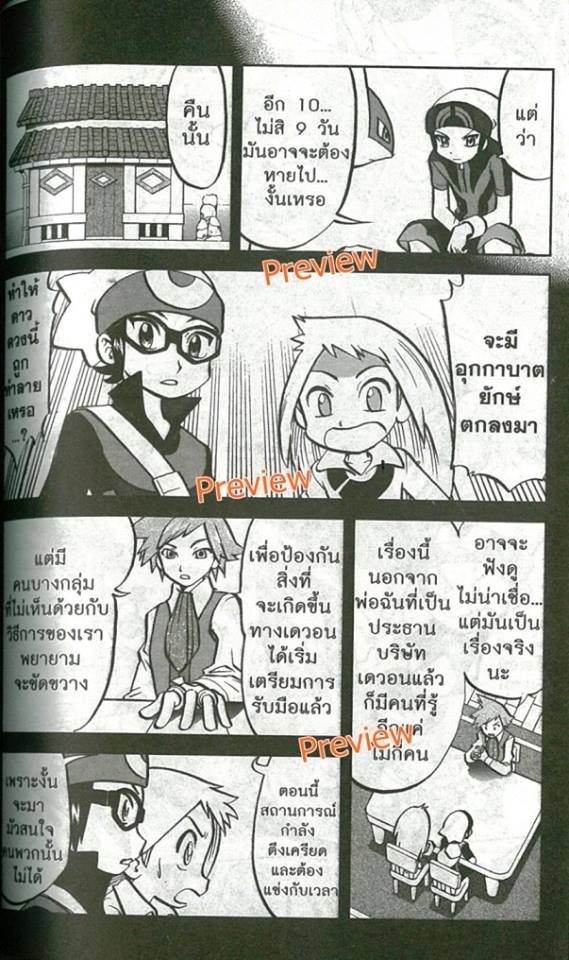 แต่
ว่า
อีก 10...
ไม่สิ 9 วัน
มันอาจจะต้อง
หายไป...
งั้นเหรอ
คืน
นั้น
Preview
จะมี
อุกกาบาต
ยักษ์
ตกลงมา
ทำให้
ดาว
ดวงนี้
ถูก
ทำลาย
เหรอ
...?
Preview
อาจจะ
ฟังดู
ไม่น่าเชื่อ...
แต่มันเป็น
เรื่องจริง
นะ
เรื่องนี้
นอกจาก
พ่อฉันที่เป็น
ประธาน
บริษัท
เดวอนแล้ว
ก็มีคนที่รู้
ไม่กี่คน
Preview
เพื่อป้องกัน
สิ่งที่
จะเกิดขึ้น
ทางเดวอน
ได้เริ่ม
เตรียมการ
รับมือแล้ว
แต่มี
คนบางกลุ่ม
ที่ไม่เห็นด้วยกับ
วิธีการของเรา
พยายาม
จะขัดขวาง
ตอนนี้
สถานการณ์
กำลัง
ตึงเครียด
และต้อง
แข่งกับเวลา
เพราะงั้น
จะมา
มัวสนใจ
คนพวกนั้น
ไม่ได้